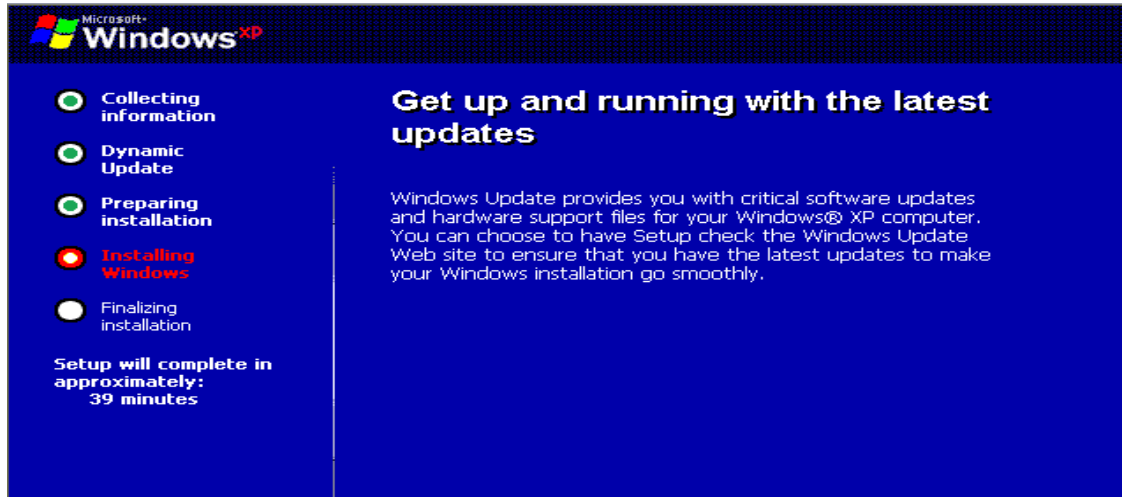 Microsoft®
Windows XP
Collecting
information
Dynamic
Update
Preparing
installation
Installing
Windows
Finalizing
installation
Setup will complete in
approximately:
39 minutes
Get up and running with the latest
updates
Windows Update provides you with critical software updates
and hardware support files for your Windows® XP computer.
You can choose to have Setup check the Windows Update
Web site to ensure that you have the latest updates to make
your Windows installation go smoothly.